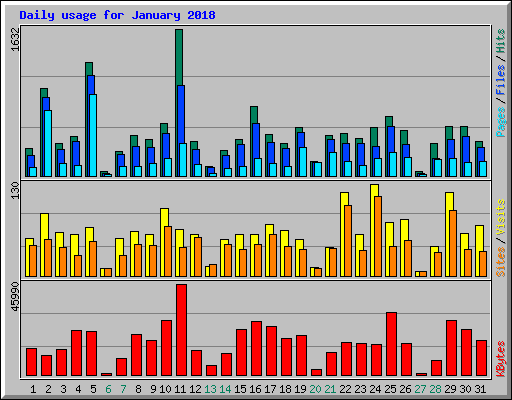 Daily usage for January 2018
1632
Pages / Files / Hits
130
Sites / Visits
45990
KBytes
1 2 3 4 5 6 7 8 9 10 11 12 13 14 15 16 17 18 19 20 21 22 23 24 25 26 27 28 29 30 31